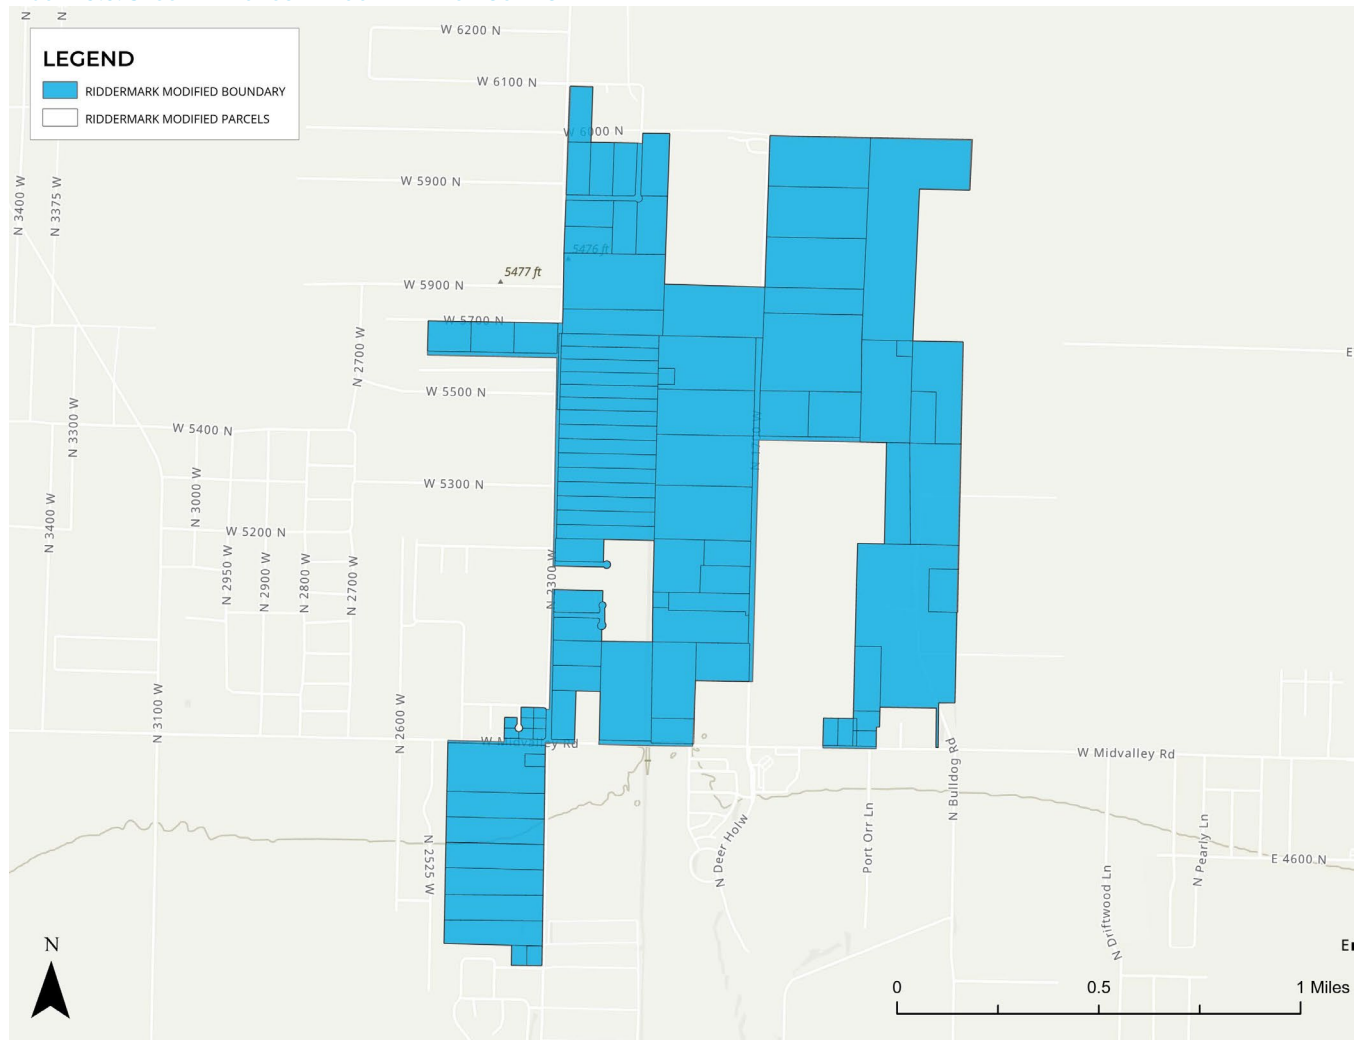 N
N
W 6200 N
LEGEND
RIDDERMARK MODIFIED BOUNDARY
RIDDERMARK MODIFIED PARCELS
W 6100 N
W 6000 N
W 5900 N
N 3400 W
N 3375 W
5476 ft
5477 ft
W 5900 N
W 5700 N
N 2700 W
E
W 5500 N
N 3300 W
W 5400 N
W 5300 N
N 3000 W
N 3400 W
W 5200 N
N 2950 W
N 2900 W
N 2800 W
N 2700 W
N 2300 W
N 3100 W
N 2600 W
W Midvalley Rd
W Midvalley Rd
N Bulldog Rd
N 2525 W
N Deer Holw
Port Orr Ln
N Pearly Ln
E 4600 N
N Driftwood Ln
N
0
0.5
1 Miles